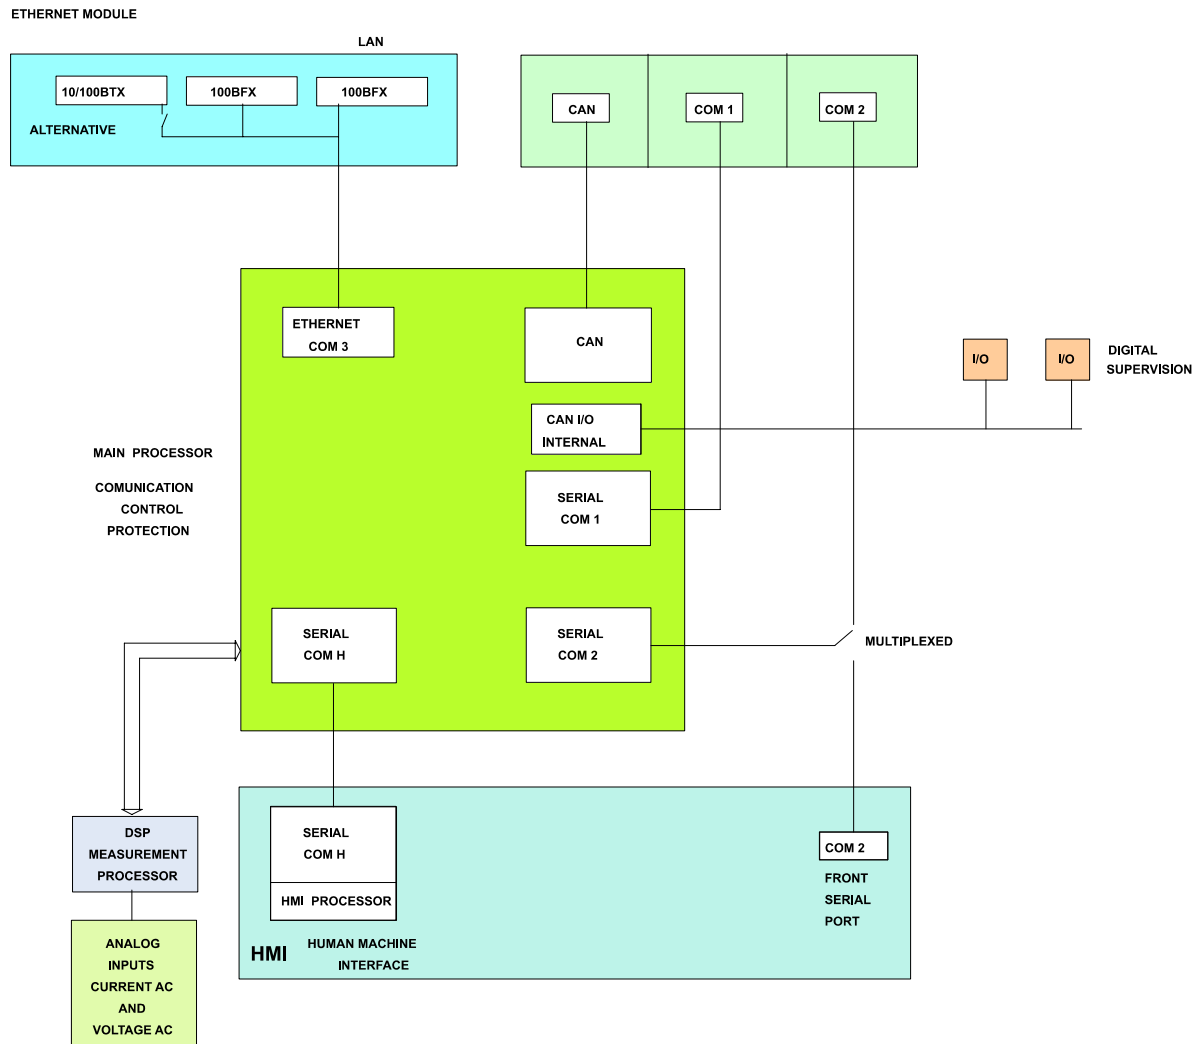 ETHERNET MODULE
LAN
10/100BTX
100BFX
100BFX
ALTERNATIVE
CAN
COM 1
COM 2
ETHERNET
COM 3
CAN
CAN I/O
INTERNAL
I/O
I/O
DIGITAL
SUPERVISION
MAIN PROCESSOR
COMUNICATION
CONTROL
PROTECTION
SERIAL
COM 1
SERIAL
COM H
SERIAL
COM 2
MULTIPLEXED
DSP
MEASUREMENT
PROCESSOR
SERIAL
COM H
HMI PROCESSOR
COM 2
FRONT
SERIAL
PORT
HMI
HUMAN MACHINE
INTERFACE
ANALOG
INPUTS
CURRENT AC
AND
VOLTAGE AC